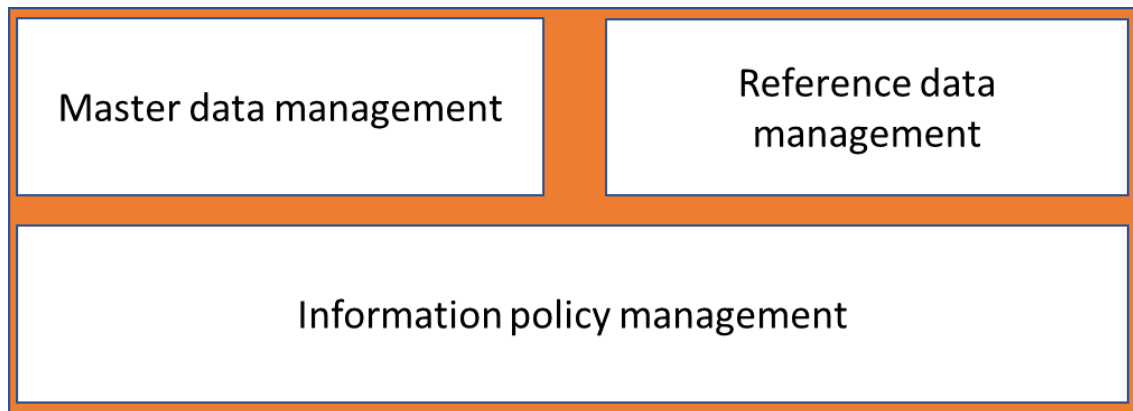 Master data management
Reference data
management
Information policy management